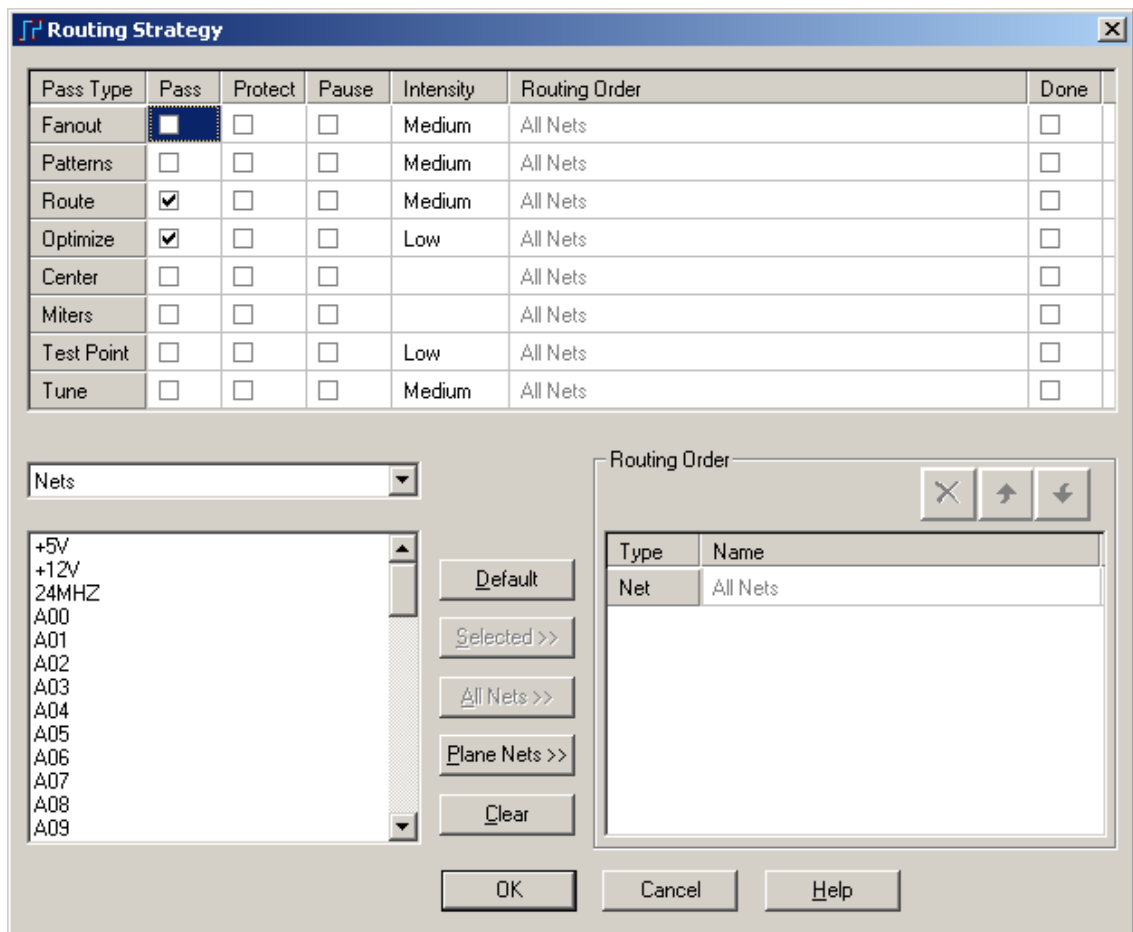 Routing Strategy
Pass Type Pass Protect Pause Intensity Routing Order Done
Fanout Medium All Nets
Patterns Medium All Nets
Route Medium All Nets
Optimize Low All Nets
Center All Nets
Miters All Nets
Test Point Low All Nets
Tune Medium All Nets
Nets
+5V
+12V
24MHZ
A00
A01
A02
A03
A04
A05
A06
A07
A08
A09
Default
Selected >>
All Nets >>
Plane Nets >>
Clear
Routing Order
Type Name
Net All Nets
OK Cancel Help